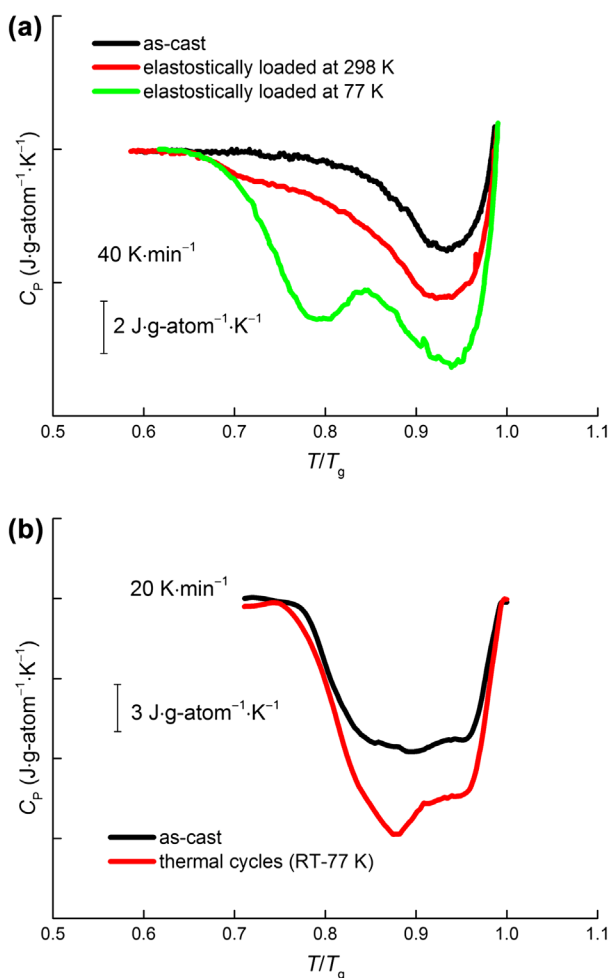 (a)
as-cast
elastostically loaded at 298 K
elastostically loaded at 77 K
C_P (J·g-atom⁻¹·K⁻¹)
40 K·min⁻¹
2 J·g-atom⁻¹·K⁻¹
0.5 0.6 0.7 0.8 0.9 1.0 1.1
T/T_g
(b)
20 K·min⁻¹
C_P (J·g-atom⁻¹·K⁻¹)
3 J·g-atom⁻¹·K⁻¹
as-cast
thermal cycles (RT-77 K)
0.5 0.6 0.7 0.8 0.9 1.0 1.1
T/T_g